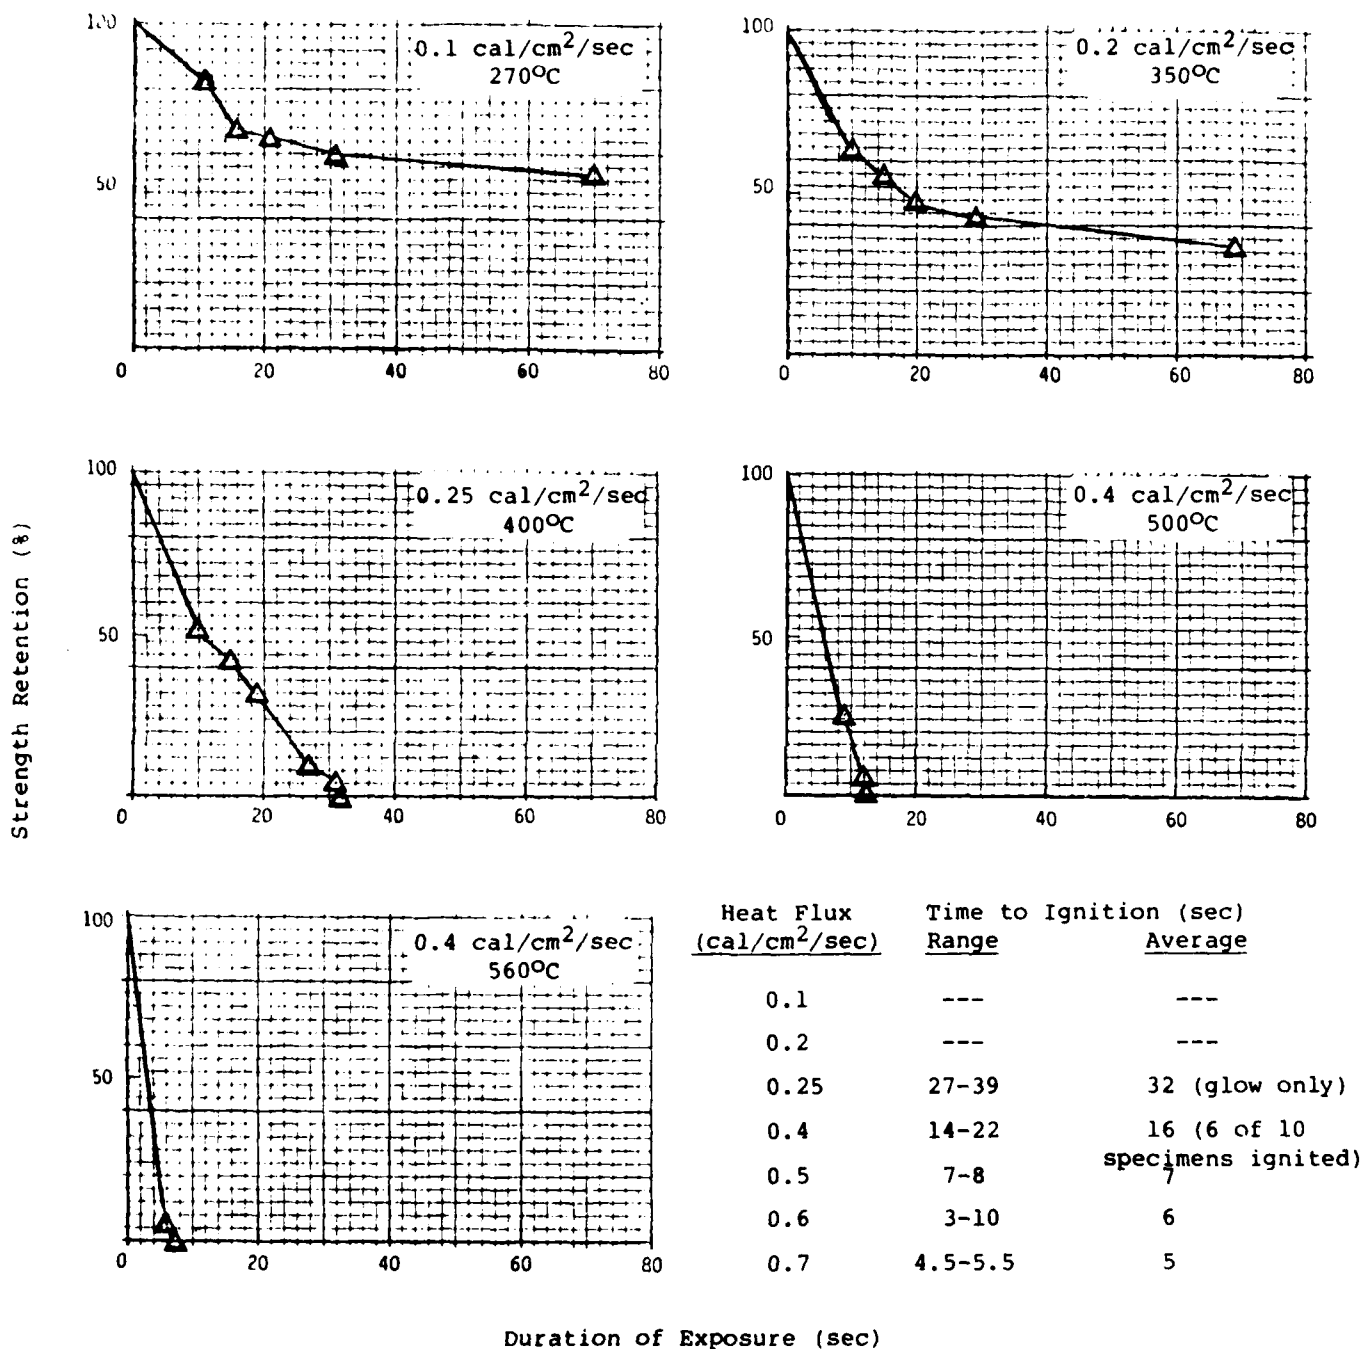 100
0.1 cal/cm²/sec
270°C
50
0 20 40 60 80
100
0.2 cal/cm²/sec
350°C
50
0 20 40 60 80
Strength Retention (%)
100
0.25 cal/cm²/sec
400°C
50
0 20 40 60 80
100
0.4 cal/cm²/sec
500°C
50
0 20 40 60 80
100
0.4 cal/cm²/sec
560°C
50
0 20 40 60 80
Heat Flux Time to Ignition (sec)
(cal/cm²/sec) Range Average
0.1 --- ---
0.2 --- ---
0.25 27-39 32 (glow only)
0.4 14-22 16 (6 of 10
specimens ignited)
0.5 7-8 7
0.6 3-10 6
0.7 4.5-5.5 5
Duration of Exposure (sec)